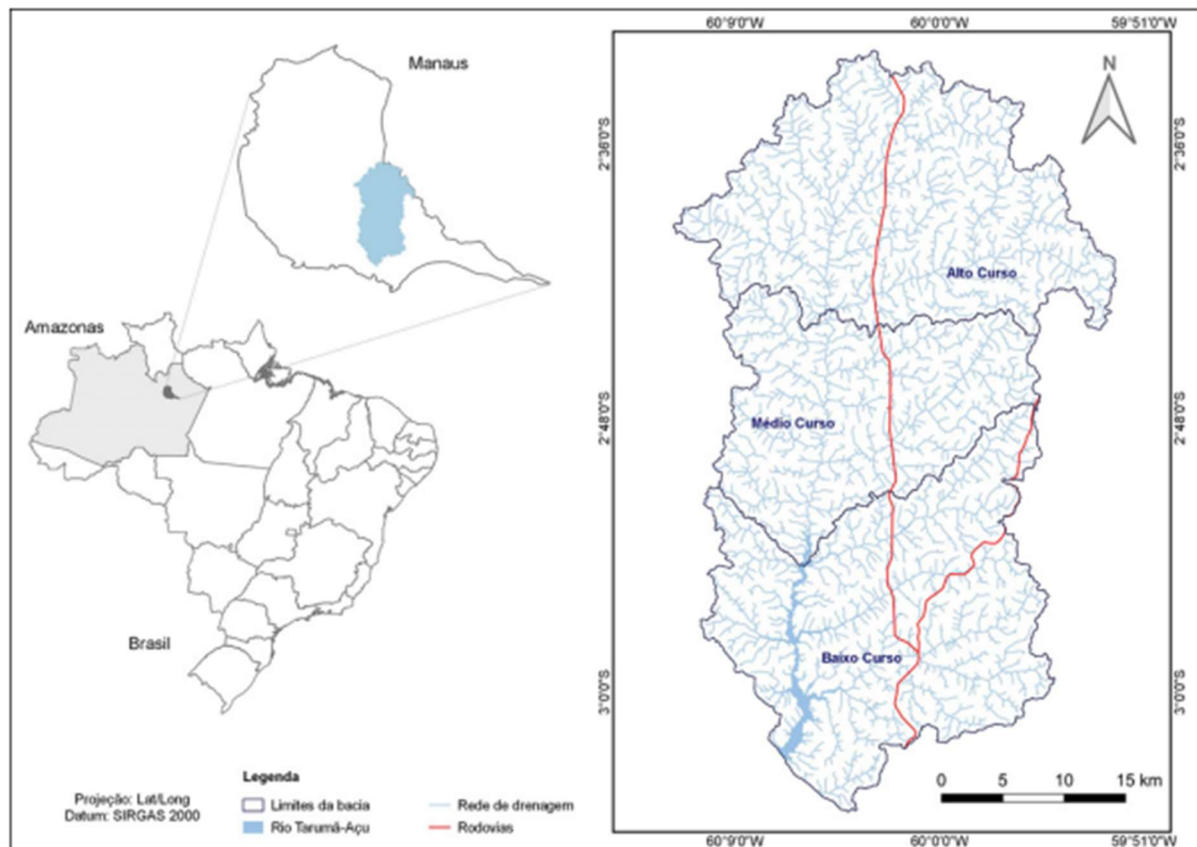 Manaus
Amazonas
Brasil
60°9'0"W
60°0'0"W
59°51'0"W
N
2°36'0"S
2°36'0"S
Alto Curso
2°48'0"S
Médio Curso
2°48'0"S
Baixo Curso
3°0'0"S
3°0'0"S
0 5 10 15 km
60°9'0"W
60°0'0"W
59°51'0"W
Legenda
Projeção: Lat/Long
Datum: SIRGAS 2000
Limites da bacia
Rede de drenagem
Rio Tarumã-Açu
Rodovias